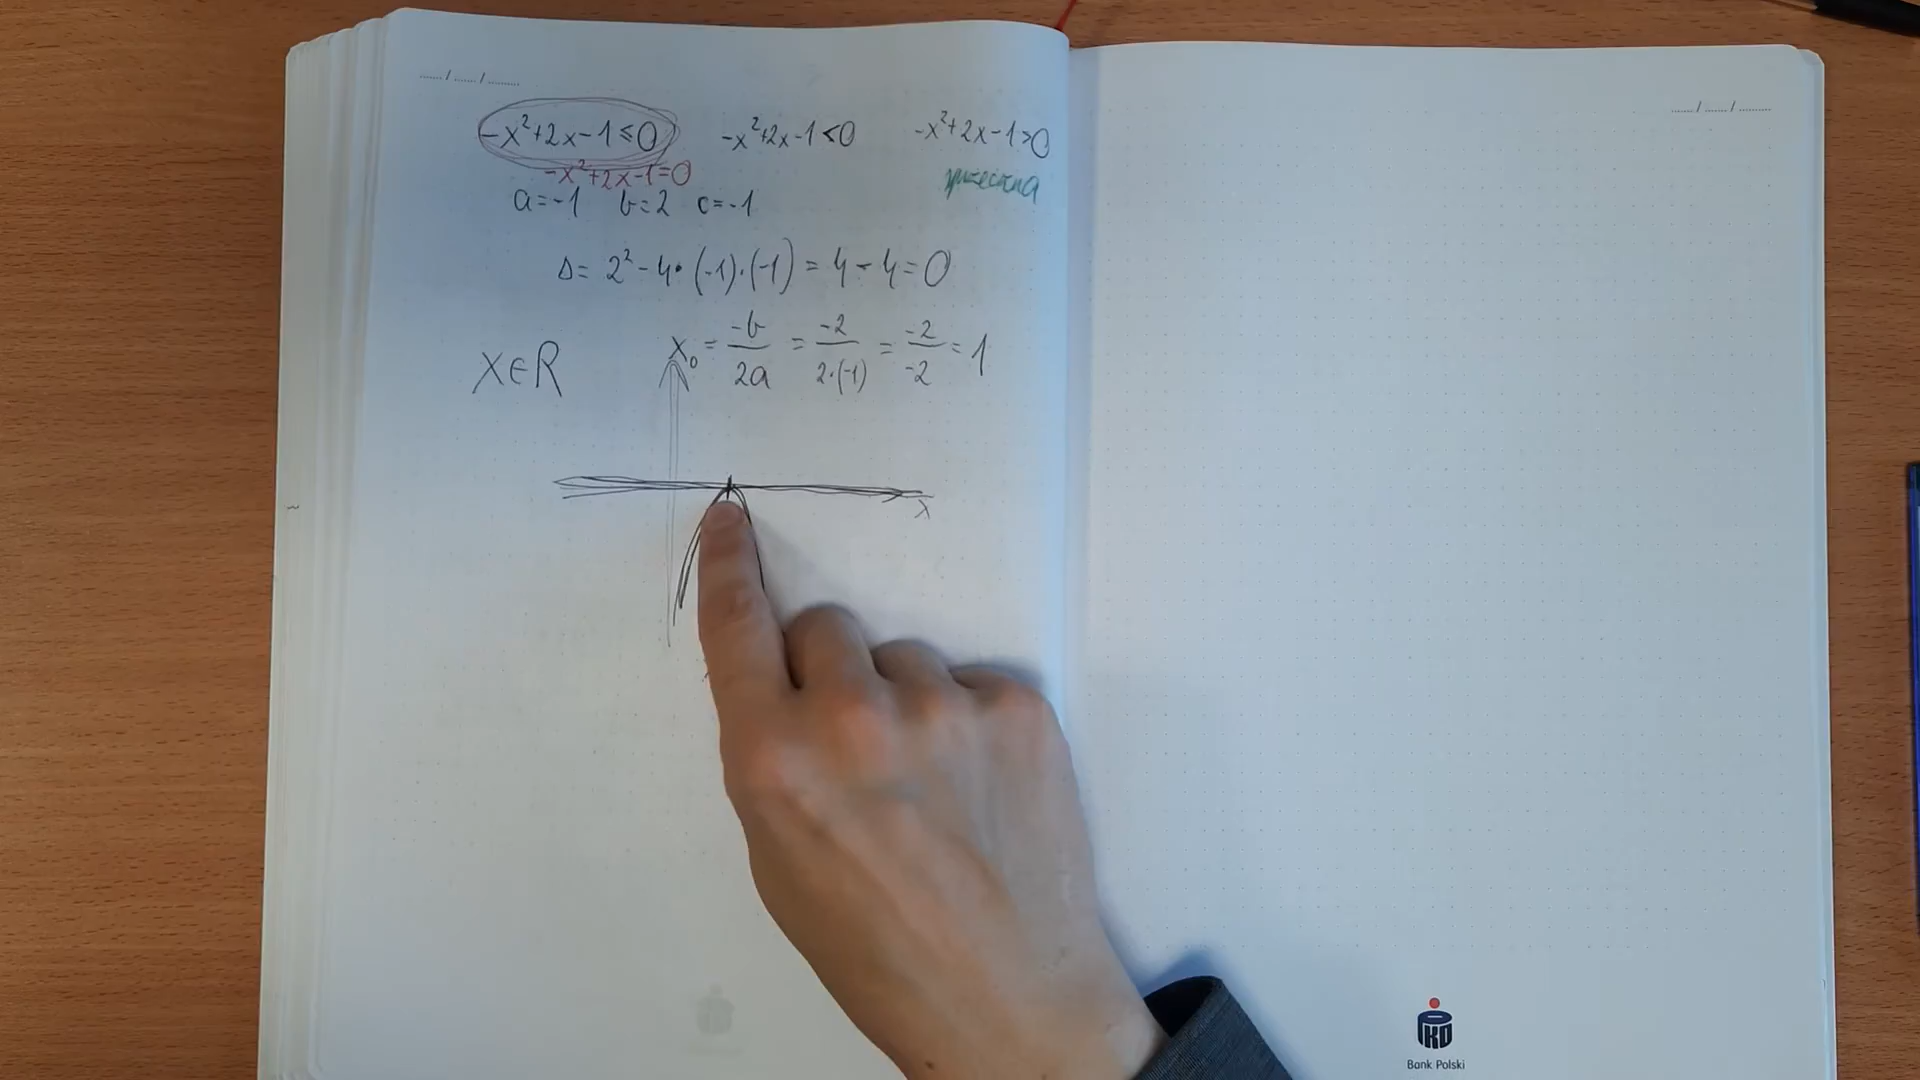 ...... / ...... / .........
-x²+2x-1≤0 -x²+2x-1<0 -x²+2x-1>0
-x²+2x-1=0 sprzeczna
a=-1 b=2 c=-1
Δ= 2²-4·(-1)·(-1) = 4-4=0
x₀ = -b/2a = -2/2·(-1) = -2/-2 = 1
X∈R
x
...... / ...... / .........
PKO
Bank Polski